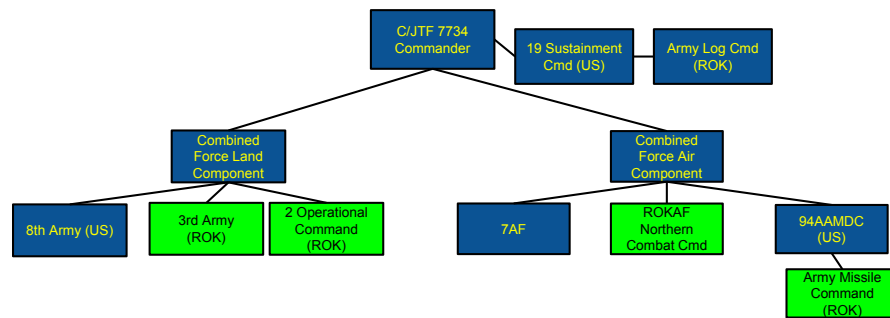 C/JTF 7734
Commander
19 Sustainment
Cmd (US)
Army Log Cmd
(ROK)
Combined
Force Land
Component
Combined
Force Air
Component
8th Army (US)
3rd Army
(ROK)
2 Operational
Command
(ROK)
7AF
ROKAF
Northern
Combat Cmd
94AAMDC
(US)
Army Missile
Command
(ROK)